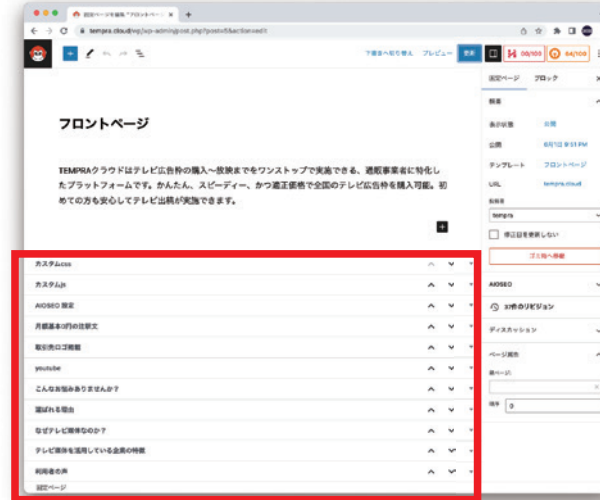 固定ページを編集 "フロントページ"
tempra.cloud/wp/wp-admin/post.php?post=5&action=edit
下書きへ切り替え プレビュー 更新
00/100 64/100
固定ページ ブロック
フロントページ
TEMPRAクラウドはテレビ広告枠の購入〜放映までをワンストップで実施できる、通販事業者に特化し
たプラットフォームです。かんたん、スピーディー、かつ適正価格で全国のテレビ広告枠を購入可能。初
めての方も安心してテレビ出稿が実施できます。
概要
表示状態 公開
公開
テンプレート フロントページ
URL tempra.cloud
投稿者
tempra
修正日を更新しない
ゴミ箱へ移動
AIOSEO
37件のリビジョン
ディスカッション
ページ属性
親ページ:
順序 0
カスタムcss
カスタムjs
AIOSEO 設定
月額基本0円の注釈文
取引先ロゴ掲載
youtube
こんなお悩みありませんか？
選ばれる理由
なぜテレビ媒体なのか？
テレビ媒体を活用している企業の特徴
利用者の声
固定ページ